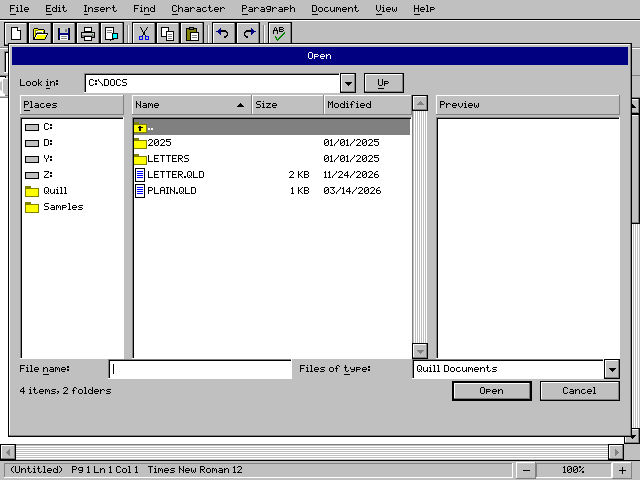 File Edit Insert Find Character Paragraph Document View Help
AB
Open
Look in: C:\DOCS Up
Places Name Size Modified Preview
C: ..
D: 2025 01/01/2025
Y: LETTERS 01/01/2025
Z: LETTER.QLD 2 KB 11/24/2026
Quill PLAIN.QLD 1 KB 03/14/2026
Samples
File name: Files of type: Quill Documents
4 items, 2 folders Open Cancel
(Untitled) Pg 1 Ln 1 Col 1 Times New Roman 12 − 100% +